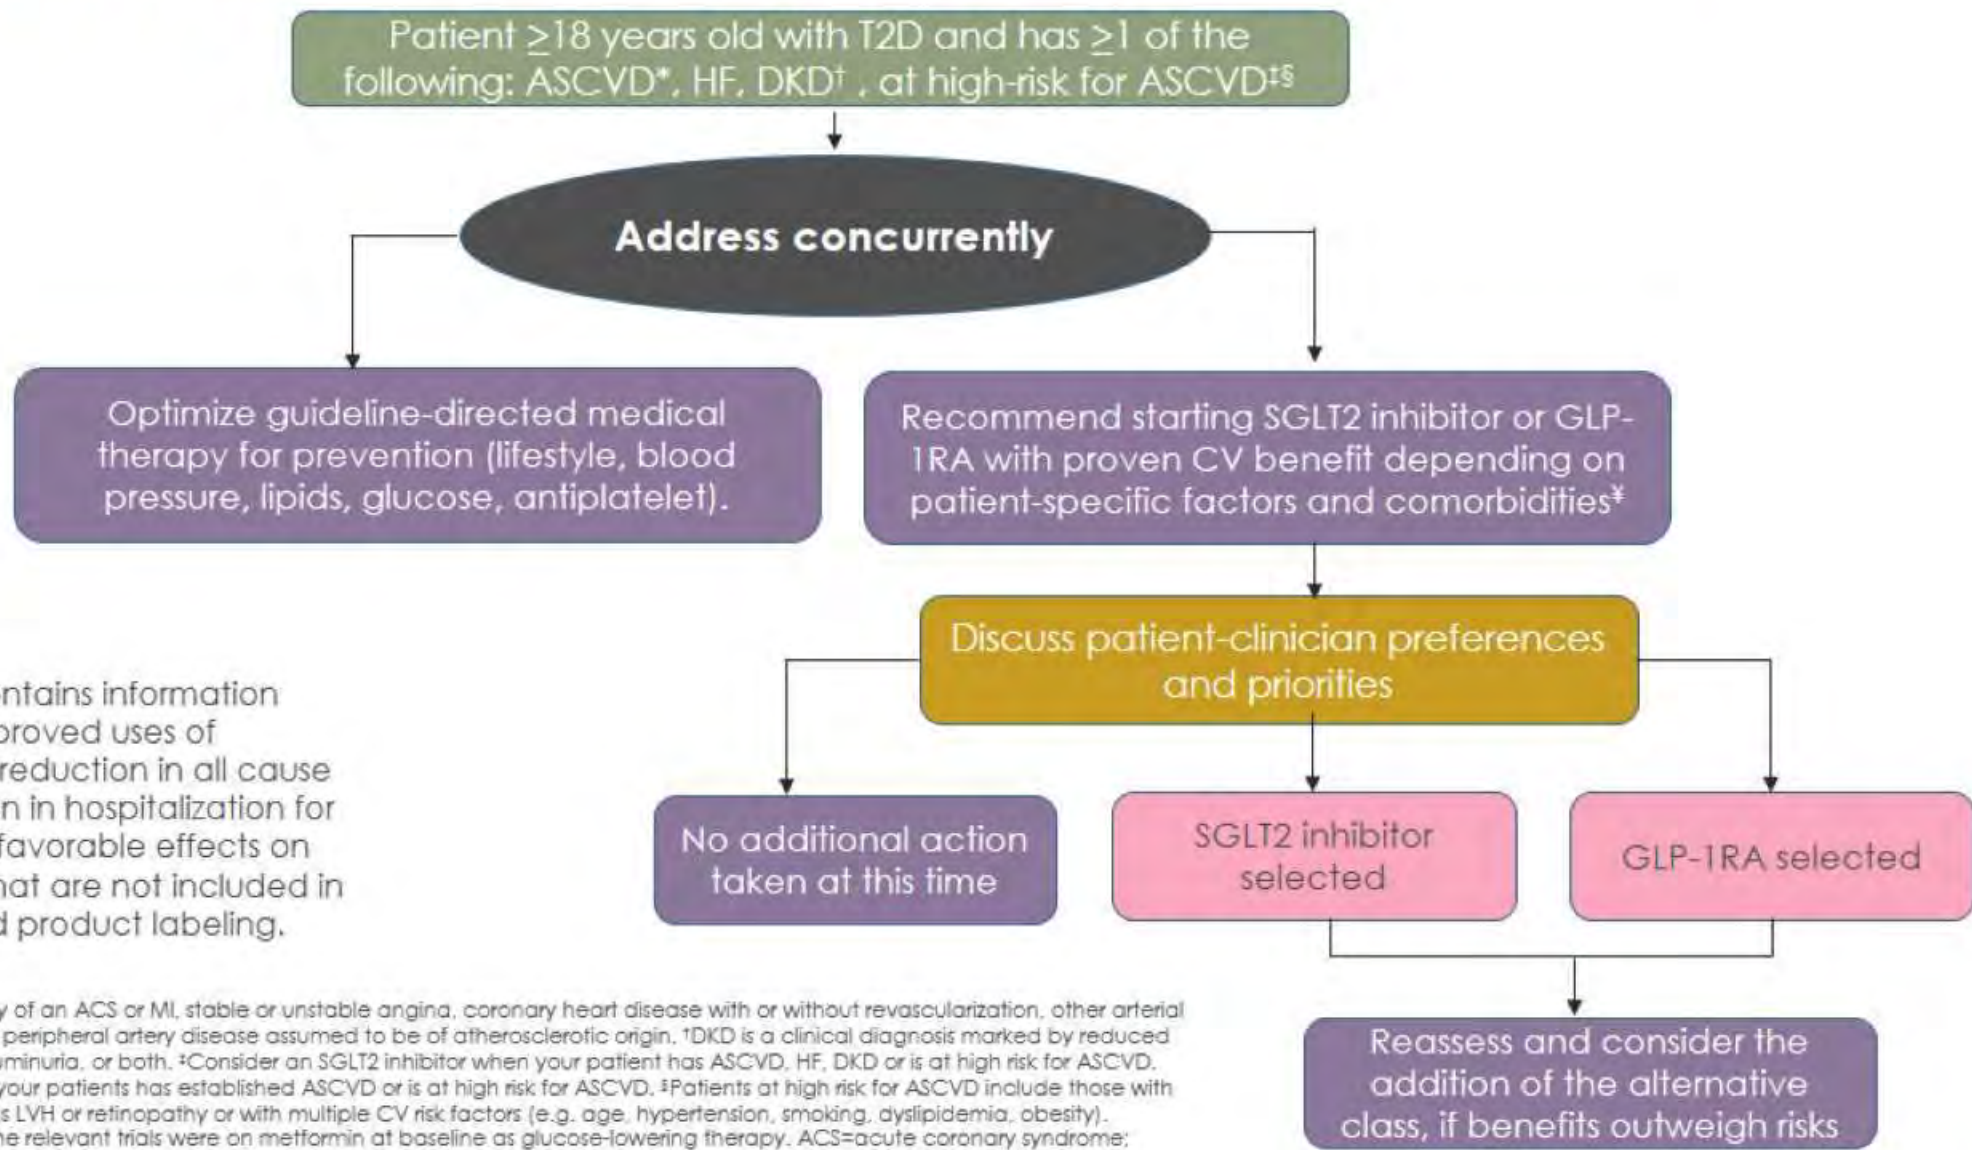 Patient ≥18 years old with T2D and has ≥1 of the
following: ASCVD*, HF, DKD† , at high-risk for ASCVD‡§
Address concurrently
Optimize guideline-directed medical
therapy for prevention (lifestyle, blood
pressure, lipids, glucose, antiplatelet).
Recommend starting SGLT2 inhibitor or GLP-
1RA with proven CV benefit depending on
patient-specific factors and comorbidities¥
Discuss patient-clinician preferences
and priorities
No additional action
taken at this time
SGLT2 inhibitor
selected
GLP-1RA selected
Reassess and consider the
addition of the alternative
class, if benefits outweigh risks
ntains information
proved uses of
reduction in all cause
n in hospitalization for
favorable effects on
hat are not included in
d product labeling.
y of an ACS or MI, stable or unstable angina, coronary heart disease with or without revascularization, other arterial
peripheral artery disease assumed to be of atherosclerotic origin. †DKD is a clinical diagnosis marked by reduced
uminuria, or both. ‡Consider an SGLT2 inhibitor when your patient has ASCVD, HF, DKD or is at high risk for ASCVD.
your patients has established ASCVD or is at high risk for ASCVD. ‡Patients at high risk for ASCVD include those with
s LVH or retinopathy or with multiple CV risk factors (e.g. age, hypertension, smoking, dyslipidemia, obesity).
he relevant trials were on metformin at baseline as glucose-lowering therapy. ACS=acute coronary syndrome;